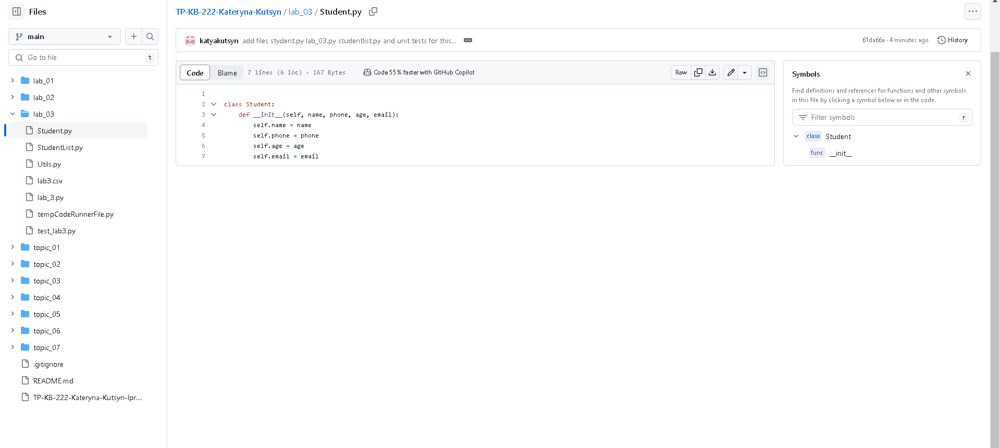 Files
main
Go to file
t
lab_01
lab_02
lab_03
Student.py
StudentList.py
Utils.py
lab3.csv
lab_3.py
tempCodeRunnerFile.py
test_lab3.py
topic_01
topic_02
topic_03
topic_04
topic_05
topic_06
topic_07
.gitignore
README.md
TP-KB-222-Kateryna-Kutsyn-lpr....
TP-KB-222-Kateryna-Kutsyn / lab_03 / Student.py
katyakutsyn add files stydent.py lab_03.py studentlist.py and unit tests for this...
61da66a · 4 minutes ago
History
Code Blame 7 lines (6 loc) · 167 Bytes Code 55% faster with GitHub Copilot
Raw
1
2 class Student:
3 def __init__(self, name, phone, age, email):
4 self.name = name
5 self.phone = phone
6 self.age = age
7 self.email = email
Symbols
Find definitions and references for functions and other symbols
in this file by clicking a symbol below or in the code.
Filter symbols
r
class Student
func __init__